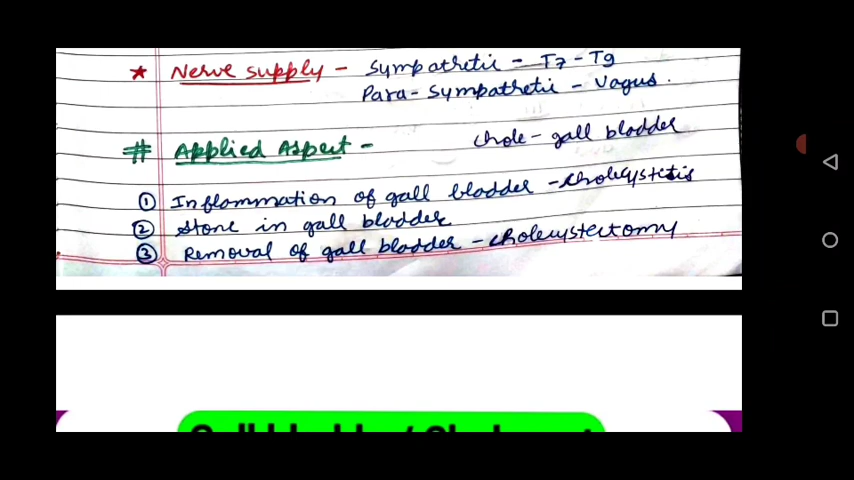 * Nerve supply - Sympathetic - T7 - T9
Para - Sympathetic - Vagus.
# Applied Aspect -
Chole - gall bladder
① Inflammation of gall bladder - cholecystitis
② Stone in gall bladder
③ Removal of gall bladder - cholecystectomy